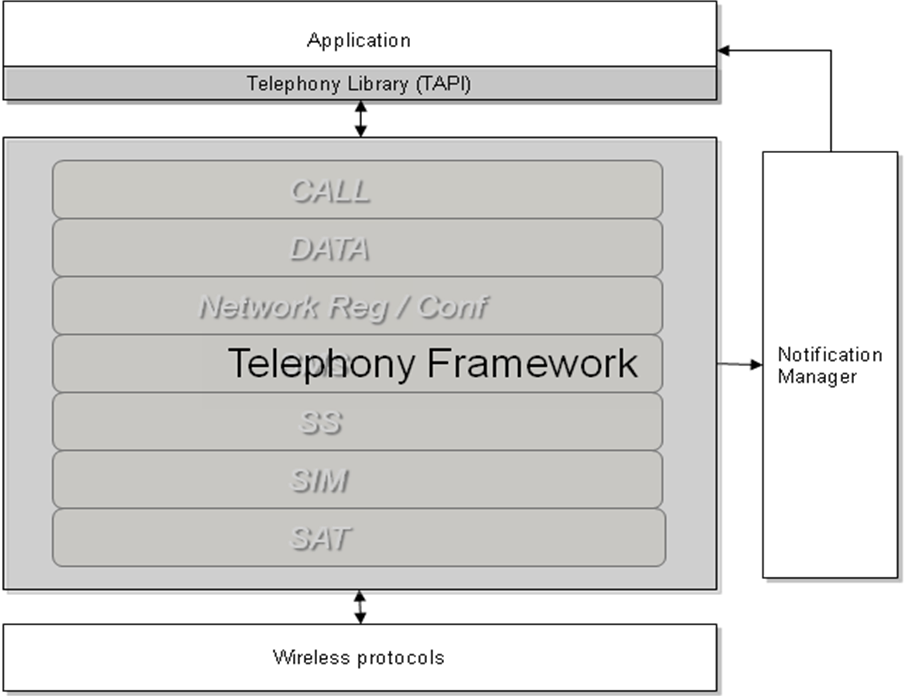 Application
Telephony Library (TAPI)
CALL
DATA
Network Reg / Conf
Telephony Framework
SS
SIM
SAT
Notification
Manager
Wireless protocols